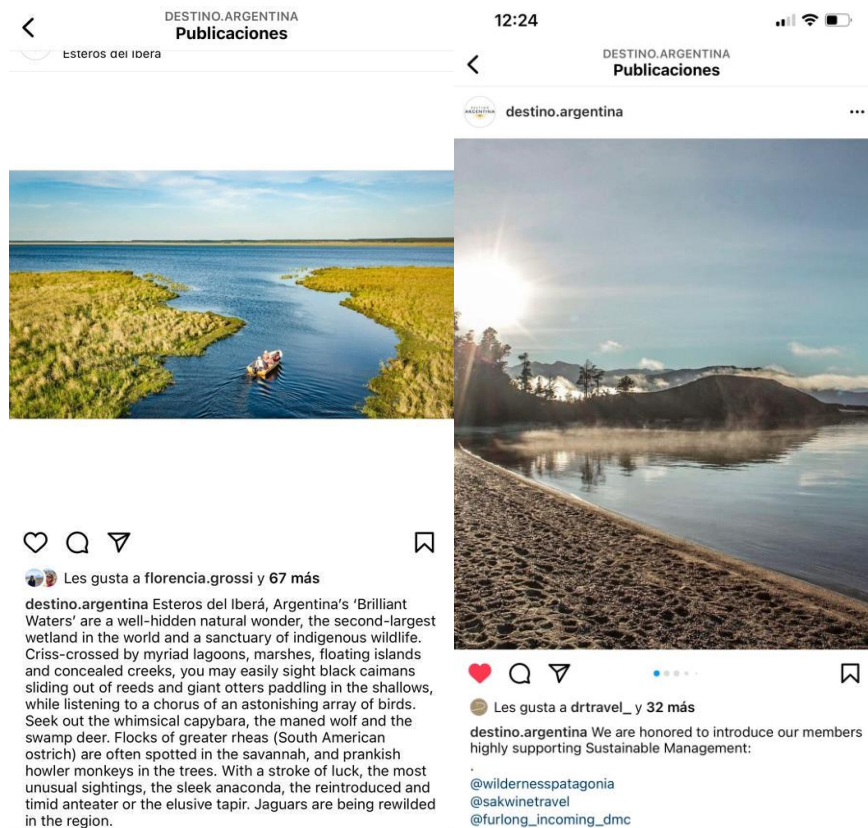 DESTINO.ARGENTINA
Publicaciones
Esteros del Iberá
Les gusta a florencia.grossi y 67 más
destino.argentina Esteros del Iberá, Argentina's 'Brilliant
Waters' are a well-hidden natural wonder, the second-largest
wetland in the world and a sanctuary of indigenous wildlife.
Criss-crossed by myriad lagoons, marshes, floating islands
and concealed creeks, you may easily sight black caimans
sliding out of reeds and giant otters paddling in the shallows,
while listening to a chorus of an astonishing array of birds.
Seek out the whimsical capybara, the maned wolf and the
swamp deer. Flocks of greater rheas (South American
ostrich) are often spotted in the savannah, and prankish
howler monkeys in the trees. With a stroke of luck, the most
unusual sightings, the sleek anaconda, the reintroduced and
timid anteater or the elusive tapir. Jaguars are being rewilded
in the region.
12:24
DESTINO.ARGENTINA
Publicaciones
destino.argentina
Les gusta a drtravel_ y 32 más
destino.argentina We are honored to introduce our members
highly supporting Sustainable Management:
.
@wildernesspatagonia
@sakwinetravel
@furlong_incoming_dmc